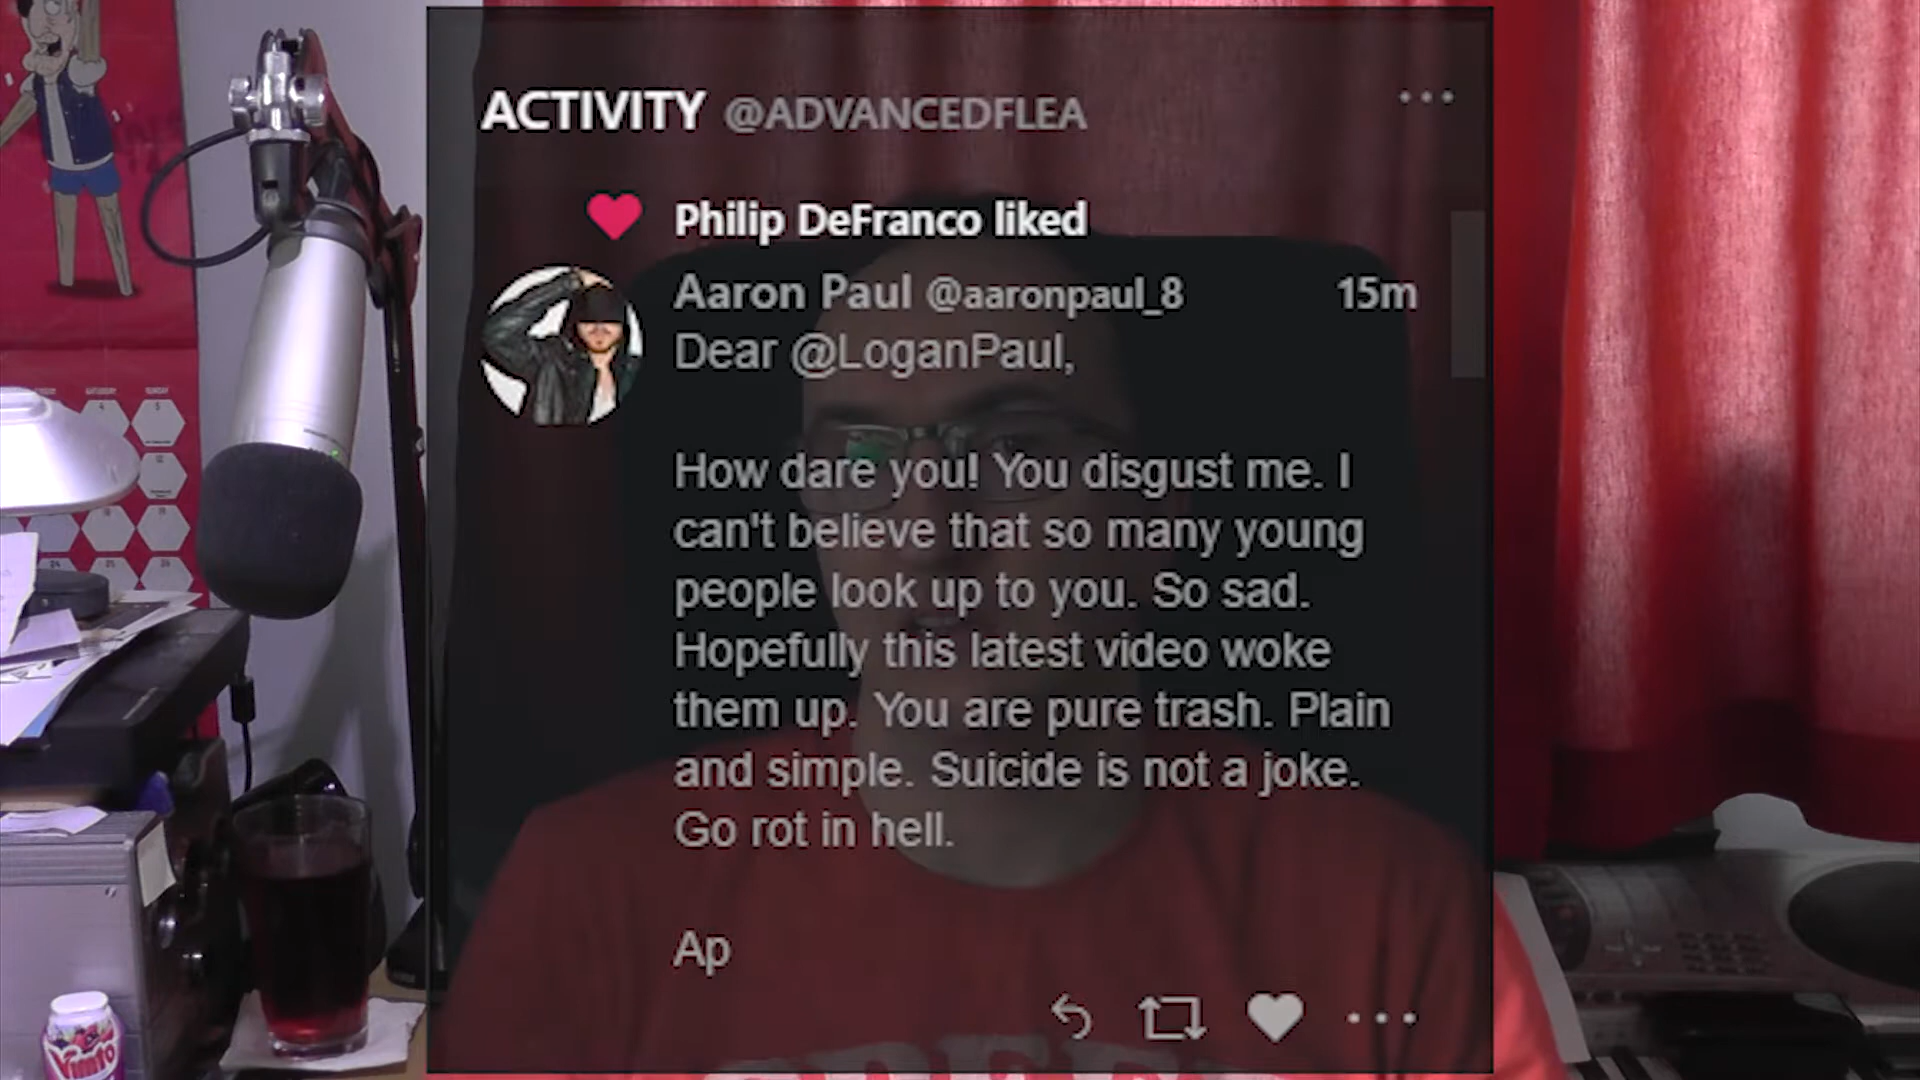 ACTIVITY @ADVANCEDFLEA
Philip DeFranco liked
Aaron Paul @aaronpaul_8 15m
Dear @LoganPaul,
How dare you! You disgust me. I
can't believe that so many young
people look up to you. So sad.
Hopefully this latest video woke
them up. You are pure trash. Plain
and simple. Suicide is not a joke.
Go rot in hell.
Ap
Vimto